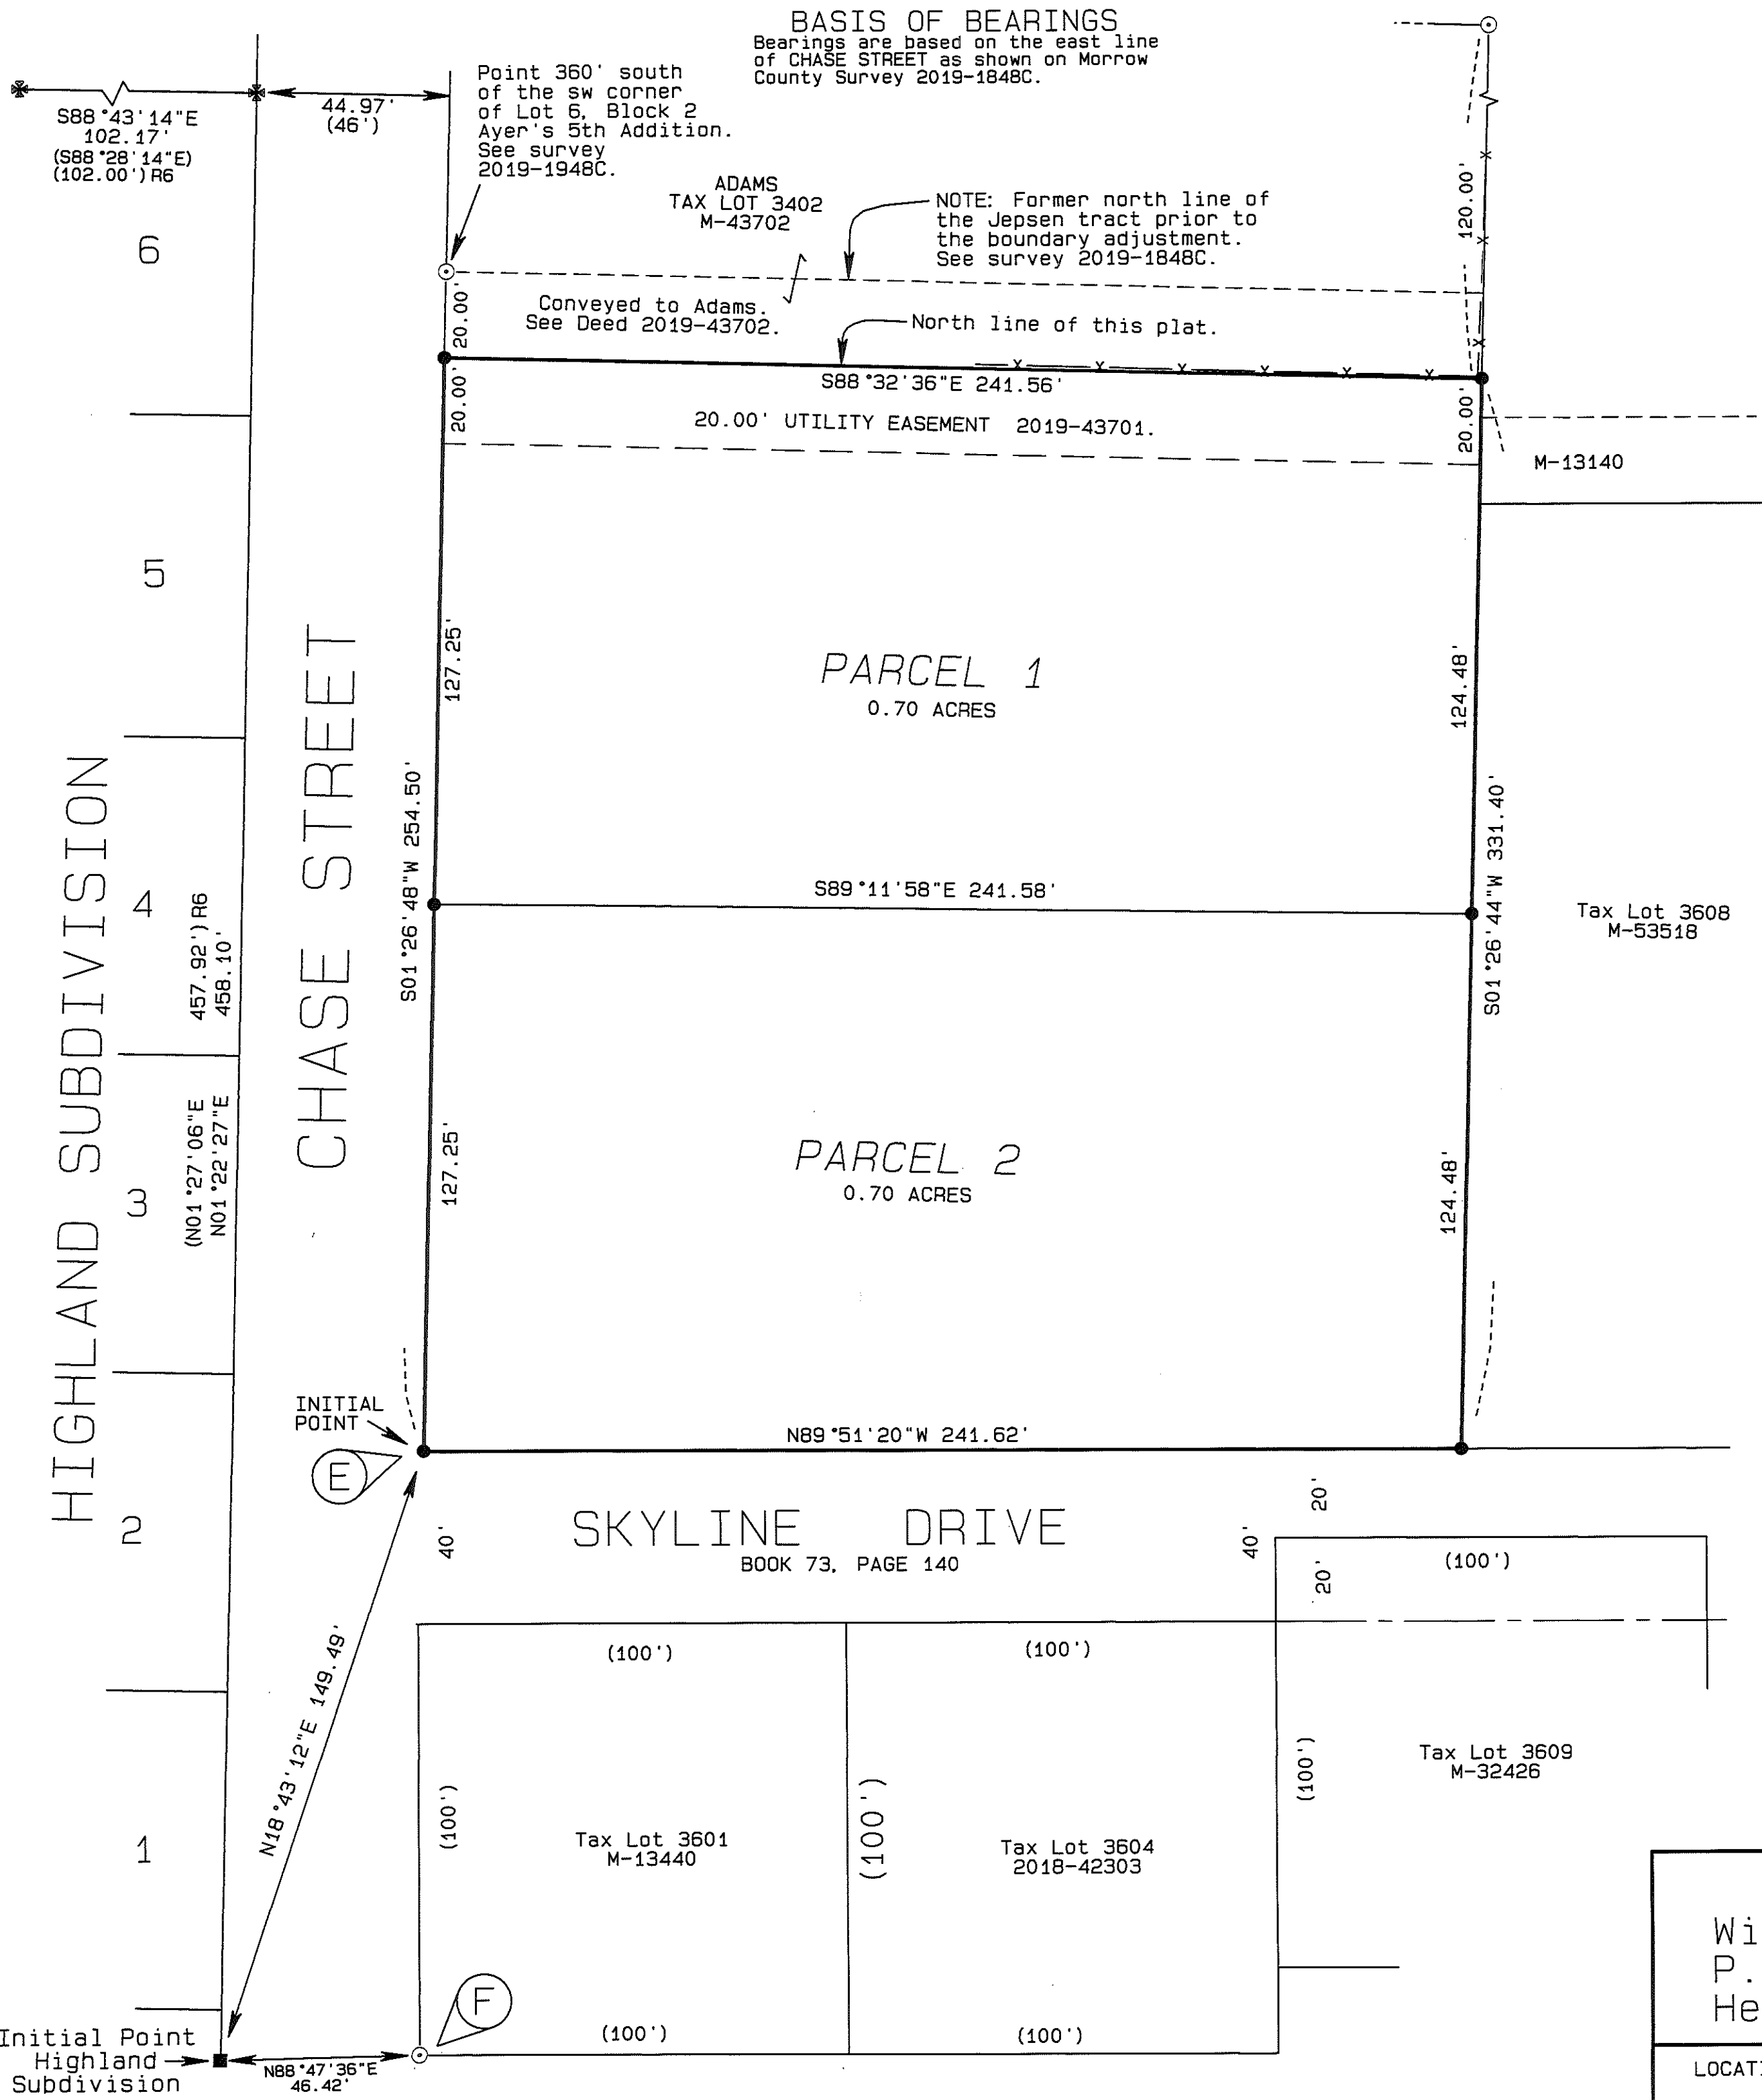 BASIS OF BEARINGS
Bearings are based on the east line
of CHASE STREET as shown on Morrow
County Survey 2019-1848C.
Point 360' south
of the sw corner
of Lot 6, Block 2
Ayer's 5th Addition.
See survey
2019-1948C.
44.97'
(46')
S88°43'14"E
102.17'
(S88°28'14"E)
(102.00')R6
ADAMS
TAX LOT 3402
M-43702
NOTE: Former north line of
the Jepsen tract prior to
the boundary adjustment.
See survey 2019-1848C.
120.00'
6
20.00'
Conveyed to Adams.
See Deed 2019-43702.
North line of this plat.
S88°32'36"E 241.56'
20.00'
20.00' UTILITY EASEMENT 2019-43701.
20.00'
M-13140
5
127.25'
PARCEL 1
0.70 ACRES
124.48'
HIGHLAND SUBDIVISION
CHASE STREET
S01°26'48"W 254.50'
S01°26'44"W 331.40'
4
457.92')R6
458.10'
S89°11'58"E 241.58'
Tax Lot 3608
M-53518
(N01°27'06"E
N01°22'27"E
3
127.25'
PARCEL 2
0.70 ACRES
124.48'
INITIAL
POINT
E
N89°51'20"W 241.62'
2
40'
SKYLINE DRIVE
BOOK 73, PAGE 140
40'
20'
20'
(100')
N18°43'12"E 149.49'
(100')
(100')
1
(100')
Tax Lot 3601
M-13440
(100')
Tax Lot 3604
2018-42303
(100')
Tax Lot 3609
M-32426
Wi
P.
He
F
(100')
(100')
Initial Point
Highland
Subdivision
N88°47'36"E
46.42'
LOCATI
x
x
x
x
x
x
x
x
x